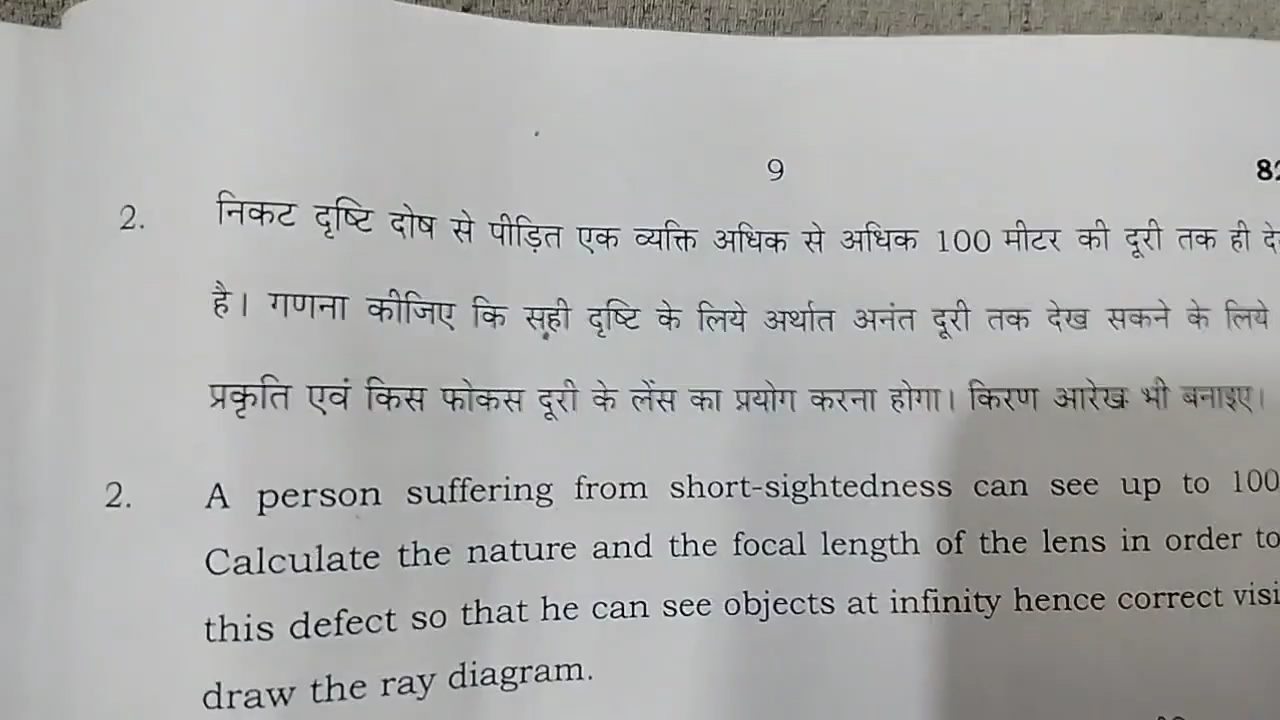 9
2. निकट दृष्टि दोष से पीड़ित एक व्यक्ति अधिक से अधिक 100 मीटर की दूरी तक ही
है। गणना कीजिए कि सही दृष्टि के लिये अर्थात अनंत दूरी तक देख सकने के लिये
प्रकृति एवं किस फोकस दूरी के लेंस का प्रयोग करना होगा। किरण आरेख भी बनाइए।
2. A person suffering from short-sightedness can see up to 100
Calculate the nature and the focal length of the lens in order to
this defect so that he can see objects at infinity hence correct
draw the ray diagram.